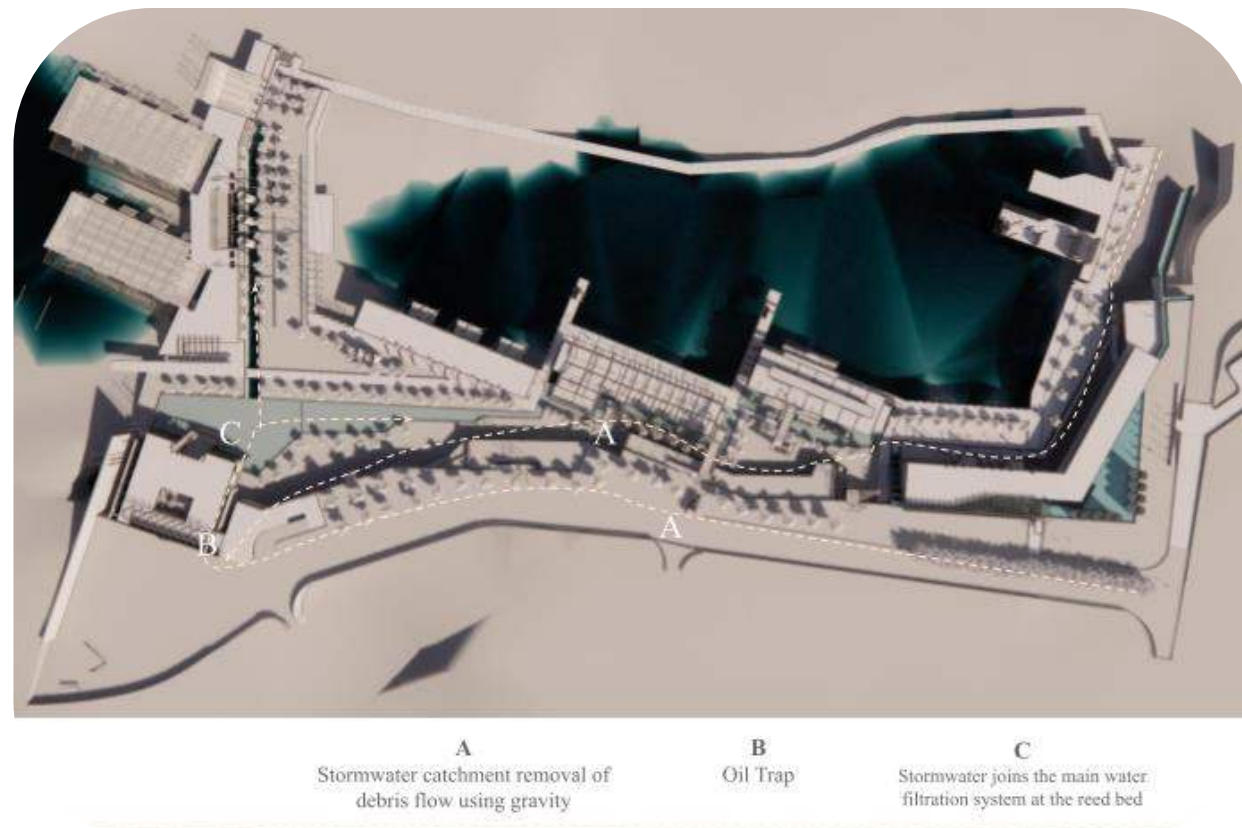 C
A
A
B
A
Stormwater catchment removal of
debris flow using gravity
B
Oil Trap
C
Stormwater joins the main water
filtration system at the reed bed